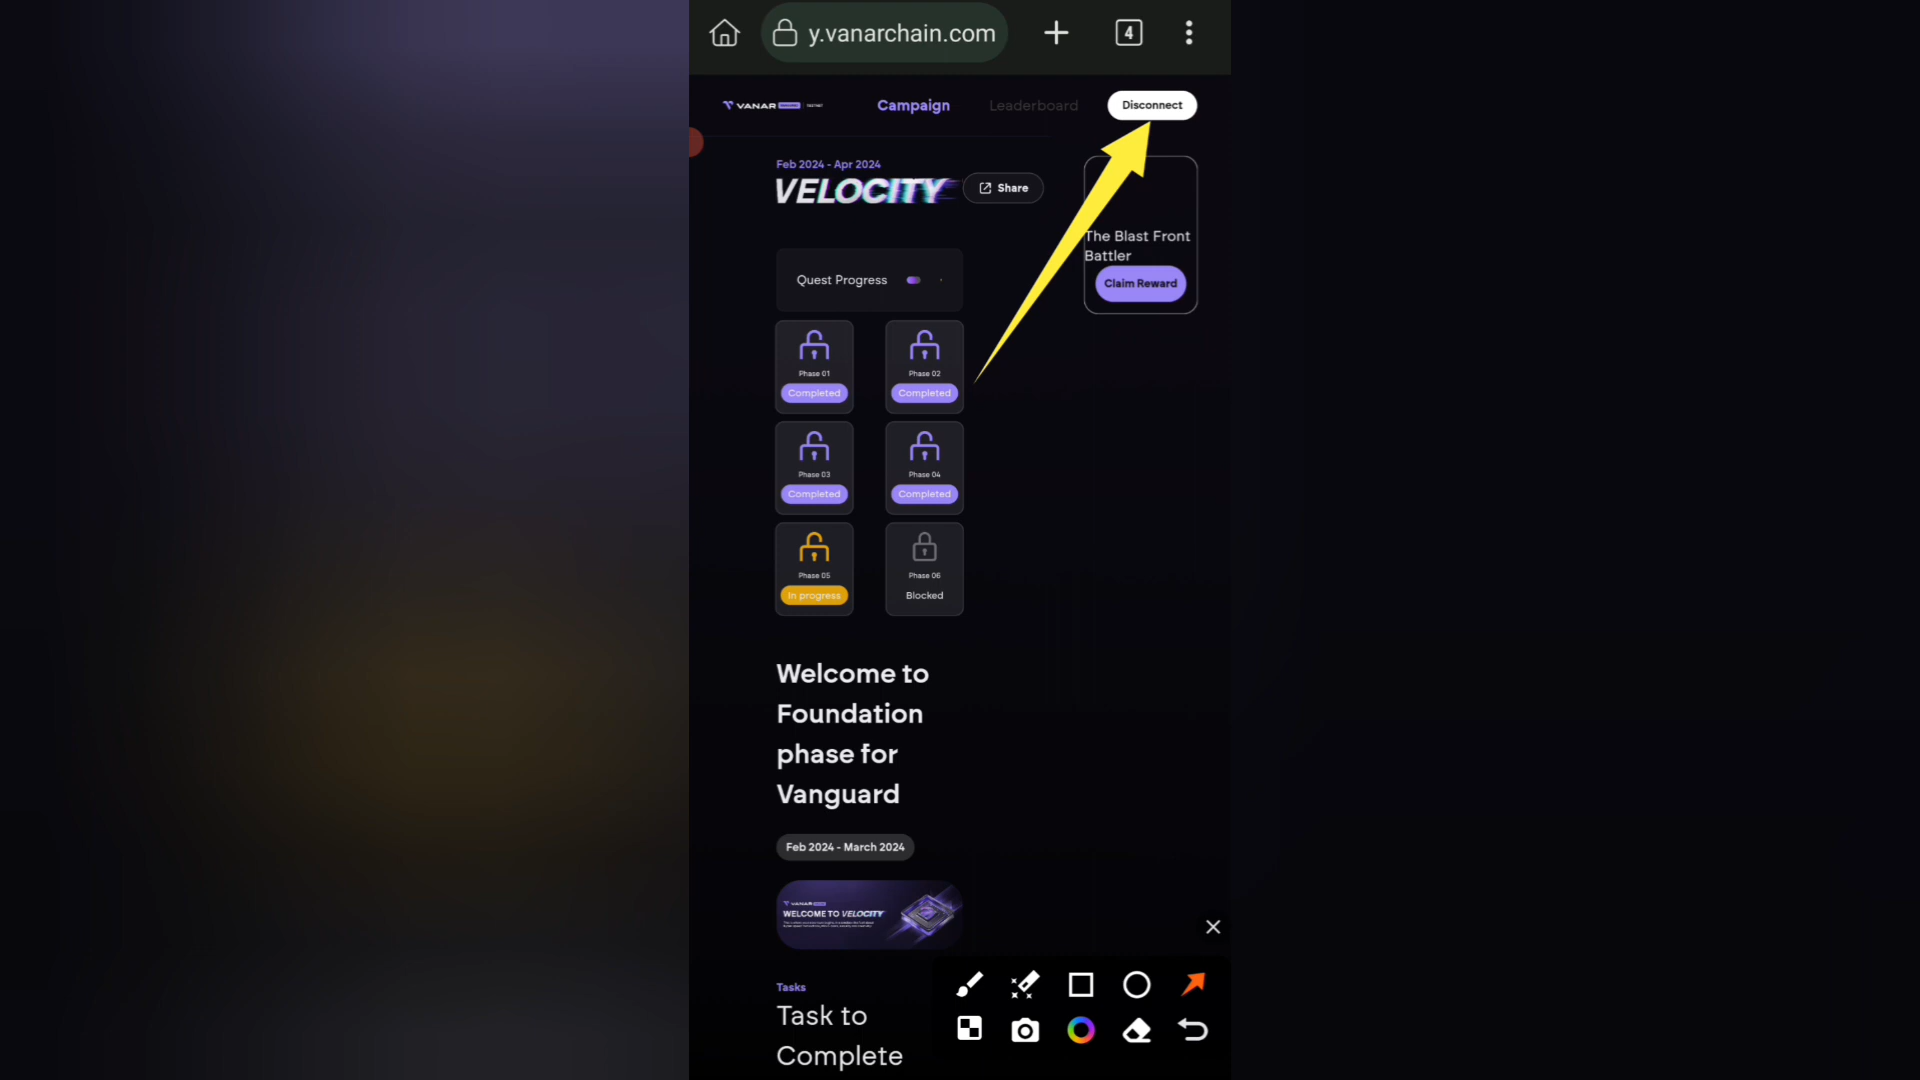 y.vanarchain.com
4
VANAR
Campaign
Leaderboard
Disconnect
Feb 2024 - Apr 2024
VELOCITY
Share
The Blast Front
Battler
Claim Reward
Quest Progress
Phase 01
Completed
Phase 02
Completed
Phase 03
Completed
Phase 04
Completed
Phase 05
In progress
Phase 06
Blocked
Welcome to
Foundation
phase for
Vanguard
Feb 2024 - March 2024
VANAR
WELCOME TO VELOCITY
Tasks
Task to
Complete